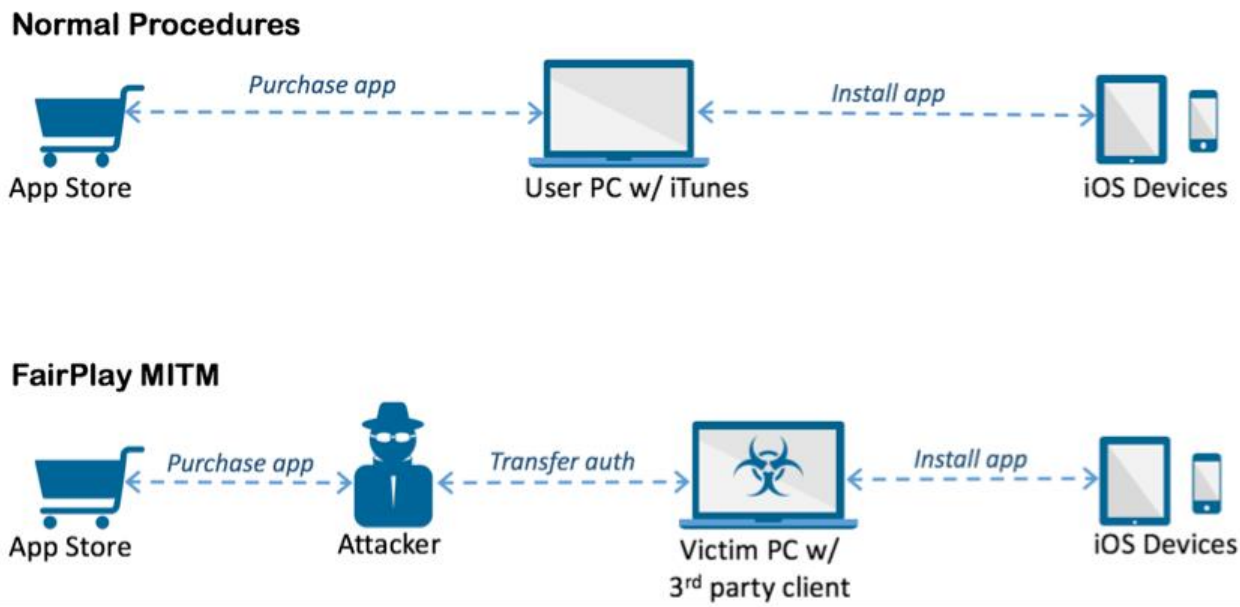 Normal Procedures
Purchase app
Install app
App Store
User PC w/ iTunes
iOS Devices
FairPlay MITM
Purchase app
Transfer auth
Install app
App Store
Attacker
Victim PC w/
3rd party client
iOS Devices